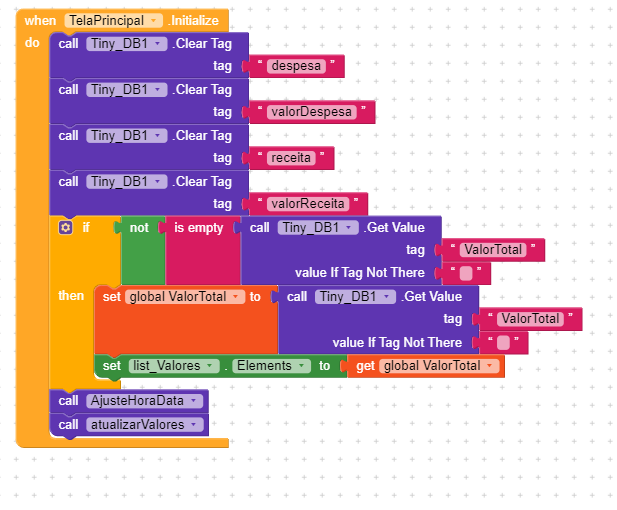 when TelaPrincipal .Initialize
do call Tiny_DB1 .Clear Tag
tag " despesa "
call Tiny_DB1 .Clear Tag
tag " valorDespesa "
call Tiny_DB1 .Clear Tag
tag " receita "
call Tiny_DB1 .Clear Tag
tag " valorReceita "
if not is empty call Tiny_DB1 .Get Value
tag " ValorTotal "
value If Tag Not There " "
then set global ValorTotal to call Tiny_DB1 .Get Value
tag " ValorTotal "
value If Tag Not There " "
set list_Valores . Elements to get global ValorTotal
call AjusteHoraData
call atualizarValores